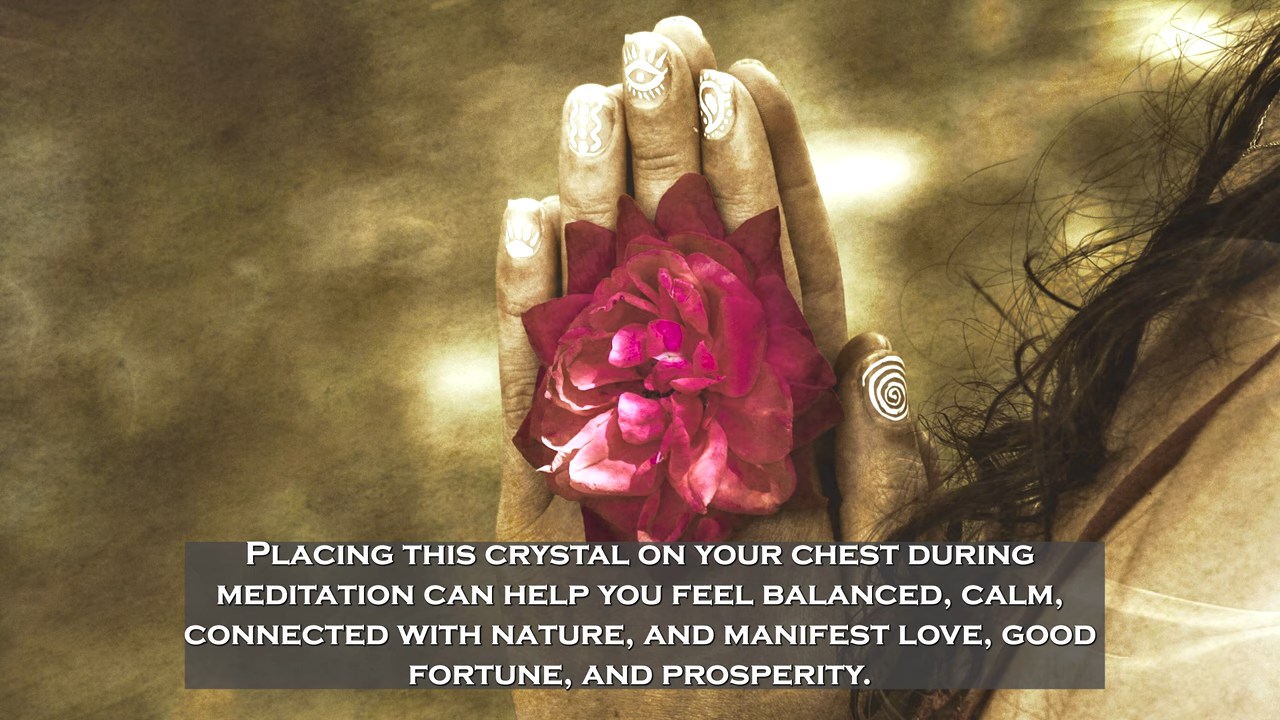 Placing this crystal on your chest during
meditation can help you feel balanced, calm,
connected with nature, and manifest love, good
fortune, and prosperity.